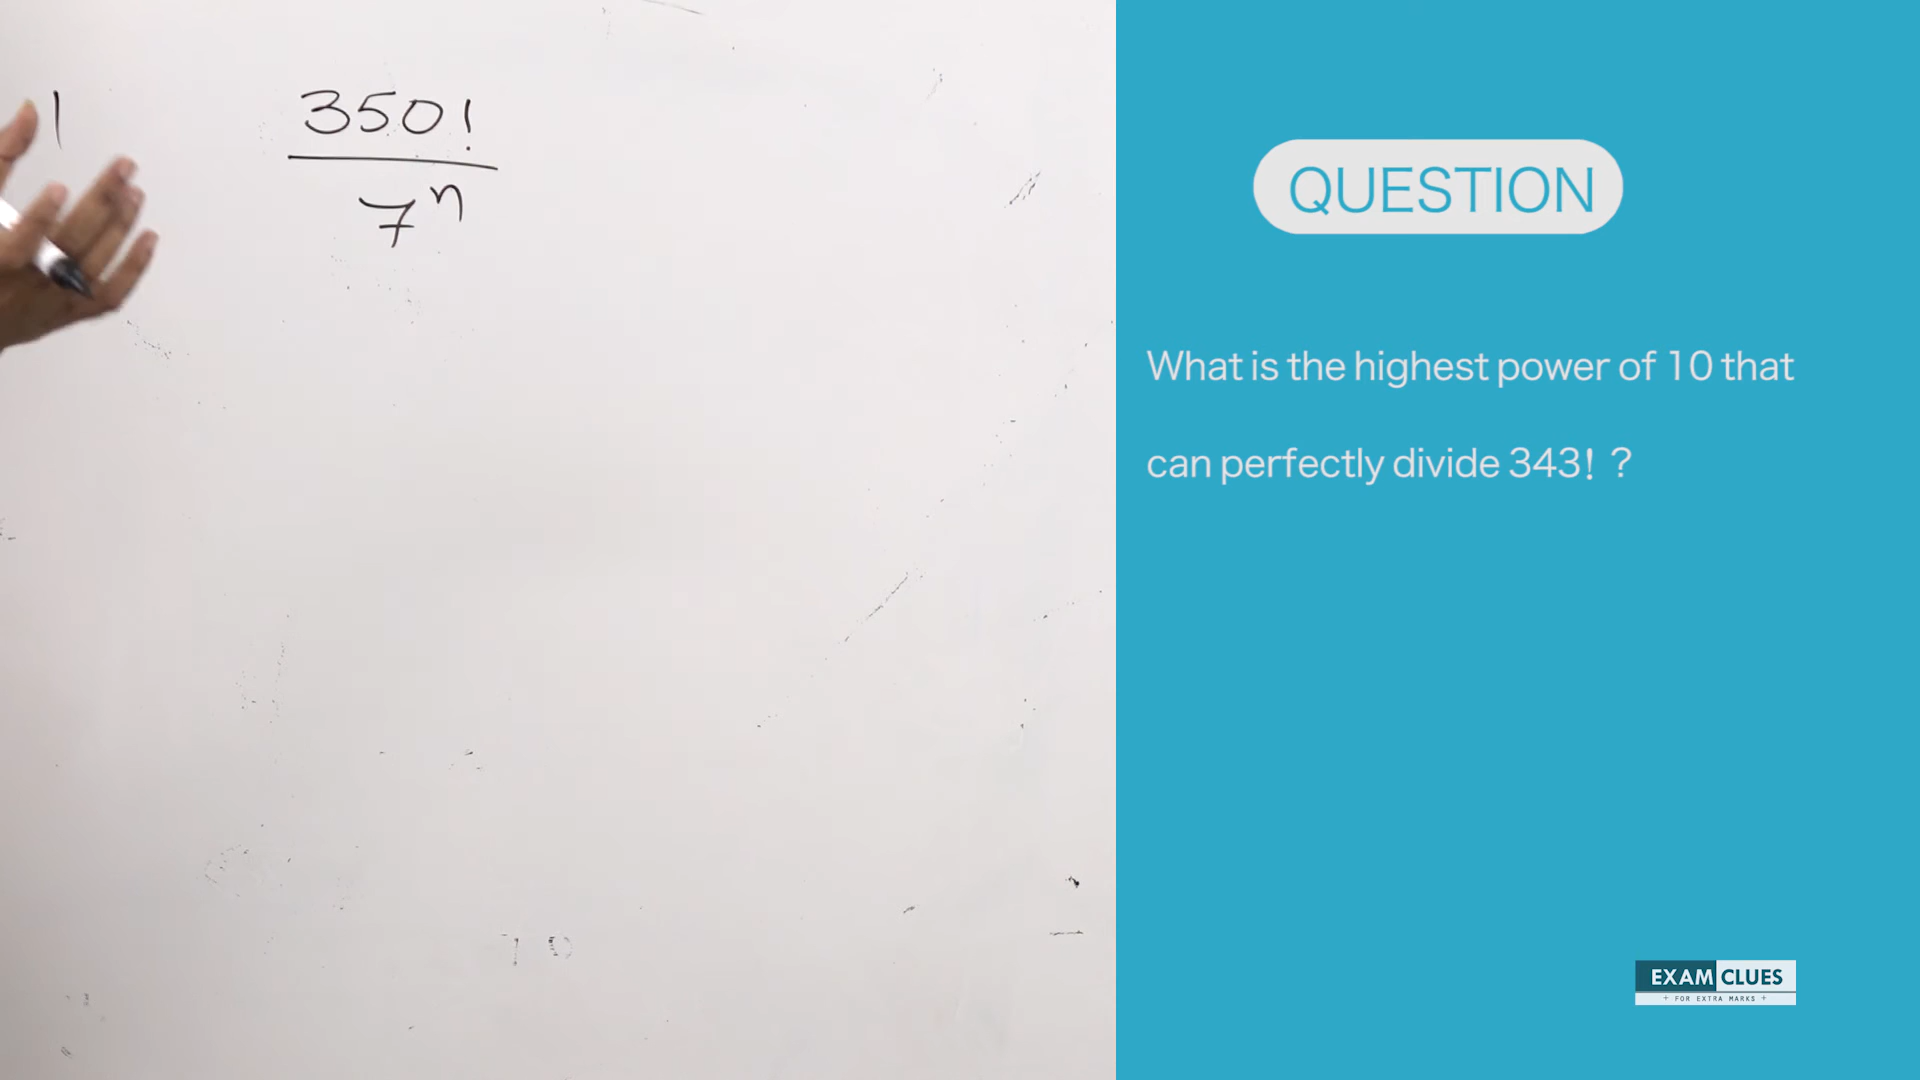 350!
7ⁿ
QUESTION
What is the highest power of 10 that
can perfectly divide 343! ?
EXAM CLUES
+ FOR EXTRA MARKS +